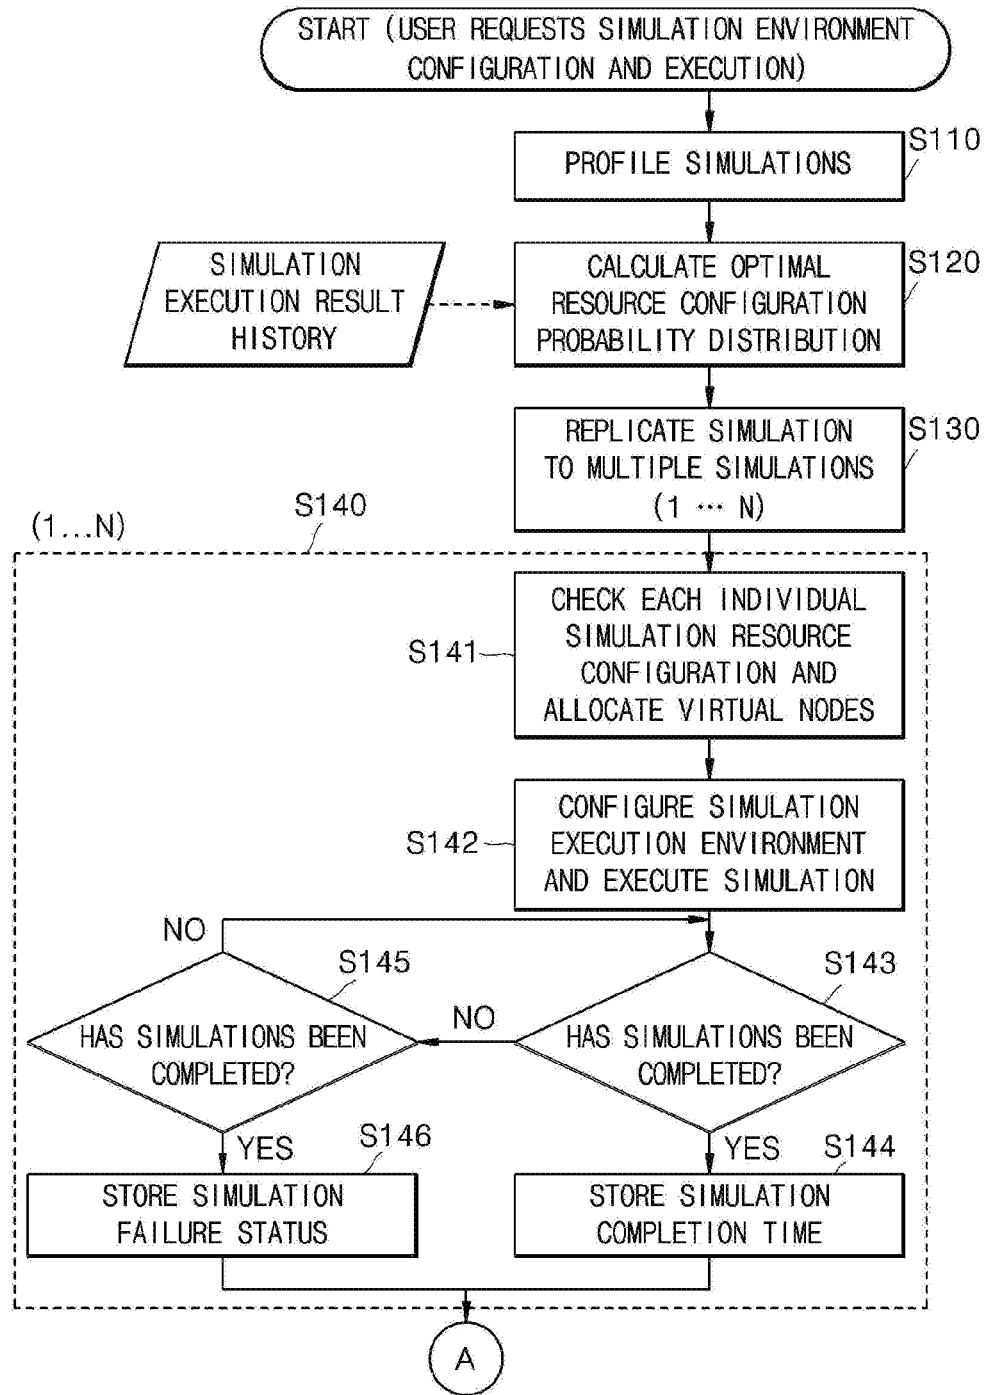 START (USER REQUESTS SIMULATION ENVIRONMENT
CONFIGURATION AND EXECUTION)
S110
PROFILE SIMULATIONS
SIMULATION
EXECUTION RESULT
HISTORY
S120
CALCULATE OPTIMAL
RESOURCE CONFIGURATION
PROBABILITY DISTRIBUTION
S130
REPLICATE SIMULATION
TO MULTIPLE SIMULATIONS
(1 ··· N)
(1...N)
S140
S141
CHECK EACH INDIVIDUAL
SIMULATION RESOURCE
CONFIGURATION AND
ALLOCATE VIRTUAL NODES
S142
CONFIGURE SIMULATION
EXECUTION ENVIRONMENT
AND EXECUTE SIMULATION
NO
S145
HAS SIMULATIONS BEEN
COMPLETED?
NO
S143
HAS SIMULATIONS BEEN
COMPLETED?
YES
S146
STORE SIMULATION
FAILURE STATUS
YES
S144
STORE SIMULATION
COMPLETION TIME
A